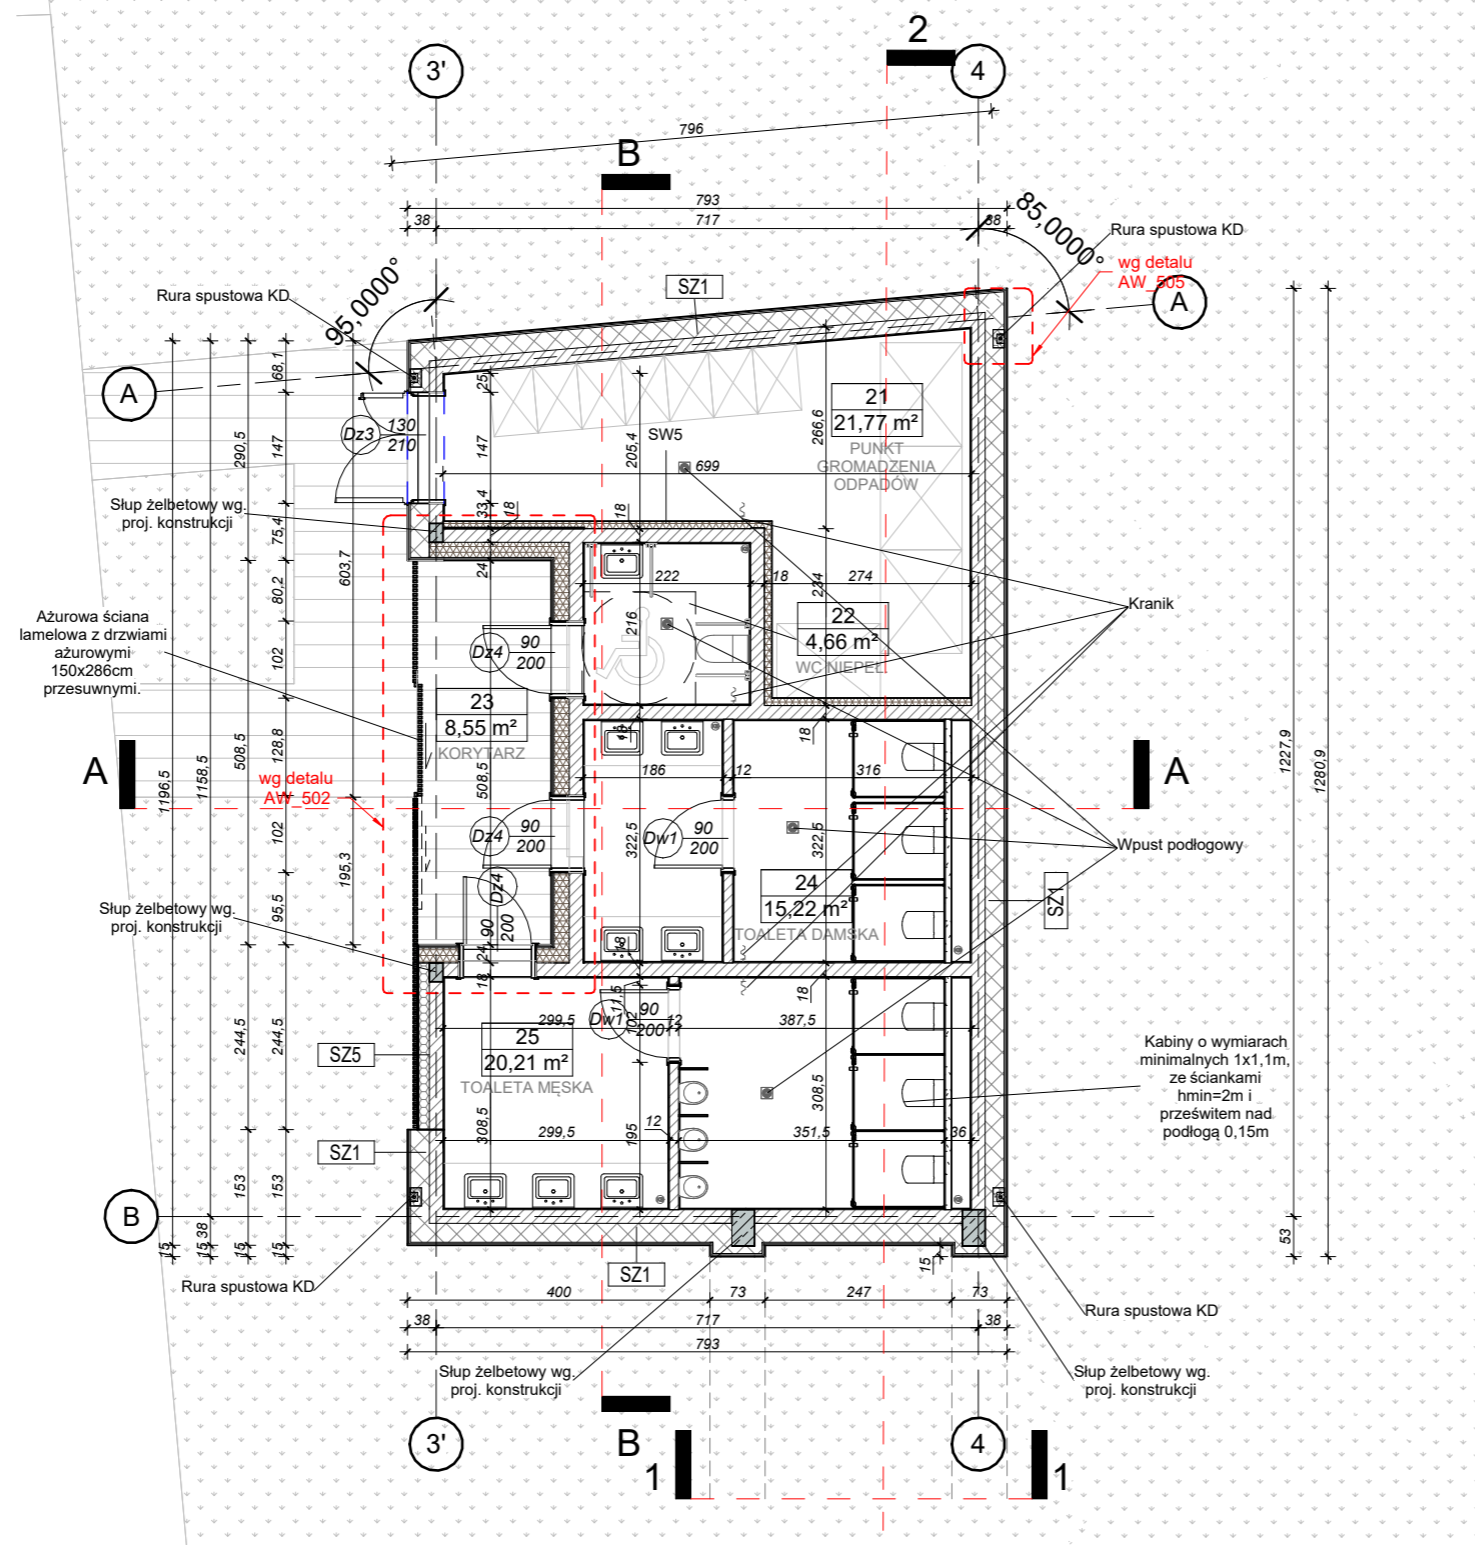 2
3'
4
796
B
793
38
717
38
85,0000°
Rura spustowa KD
wg detalu
AW_505
A
95,0000°
Rura spustowa KD
SZ1
A
68,1
25
21
21,77 m²
PUNKT
GROMADZENIA
ODPADÓW
Dz3
130
210
290,5
147
147
205,4
SW5
266,6
699
Słup żelbetowy wg.
proj. konstrukcji
33,4
18
18
75,4
24
603,7
80,2
222
18
234
274
Kranik
Ażurowa ściana
lamelowa z drzwiami
ażurowymi
150x286cm
przesuwnymi.
216
22
4,66 m²
WC NIEPEŁ.
Dz4
90
200
102
23
8,55 m²
KORYTARZ
18
18
128,8
508,5
1158,5
1196,5
A
wg detalu
AW_502
508,5
186
12
316
A
1227,9
1280,9
102
Dz4
90
200
322,5
Dw1
90
200
322,5
Wpust podłogowy
195,3
Dz4
90
200
24
15,22 m²
TOALETA DAMSKA
SZ1
Słup żelbetowy wg.
proj. konstrukcji
95,5
24
18
18
18
11,5
102
Dw1
90
200
299,5
12
387,5
244,5
244,5
SZ5
25
20,21 m²
TOALETA MĘSKA
Kabiny o wymiarach
minimalnych 1x1,1m,
ze ściankami
hmin=2m i
prześwitem nad
podłogą 0,15m
308,5
299,5
12
195
308,5
351,5
36
SZ1
153
153
B
15
15
38
15
15
53
Rura spustowa KD
SZ1
15
400
73
247
73
Rura spustowa KD
38
717
38
793
Słup żelbetowy wg.
proj. konstrukcji
Słup żelbetowy wg.
proj. konstrukcji
3'
B
4
1
1